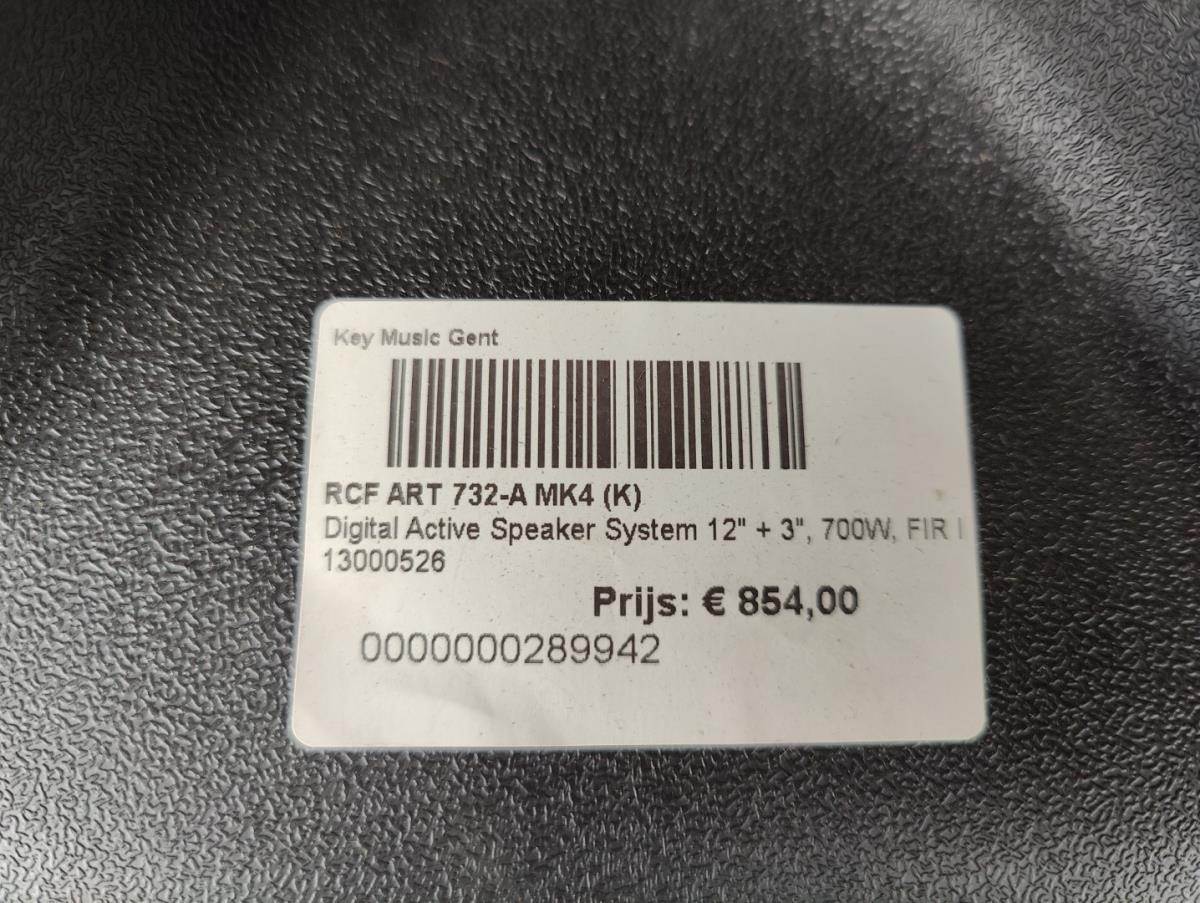 Key Music Gent
RCF ART 732-A MK4 (K)
Digital Active Speaker System 12" + 3", 700W, FIR
13000526
Prijs: € 854,00
0000000289942